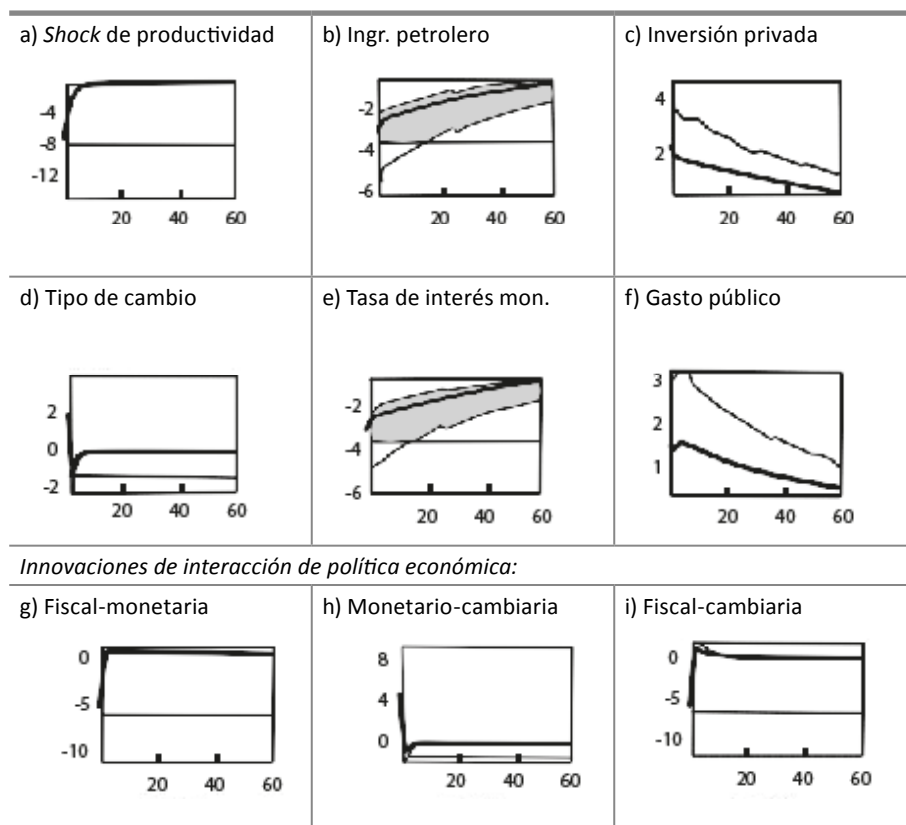 a) Shock de productividad
b) Ingr. petrolero
c) Inversión privada
-4
-8
-12
20 40 60
-2
-4
-6
20 40 60
4
2
20 40 60
d) Tipo de cambio
e) Tasa de interés mon.
f) Gasto público
2
0
-2
20 40 60
-2
-4
-6
20 40 60
3
2
1
20 40 60
Innovaciones de interacción de política económica:
g) Fiscal-monetaria
h) Monetario-cambiaria
i) Fiscal-cambiaria
0
-5
-10
20 40 60
8
4
0
20 40 60
0
-5
-10
20 40 60